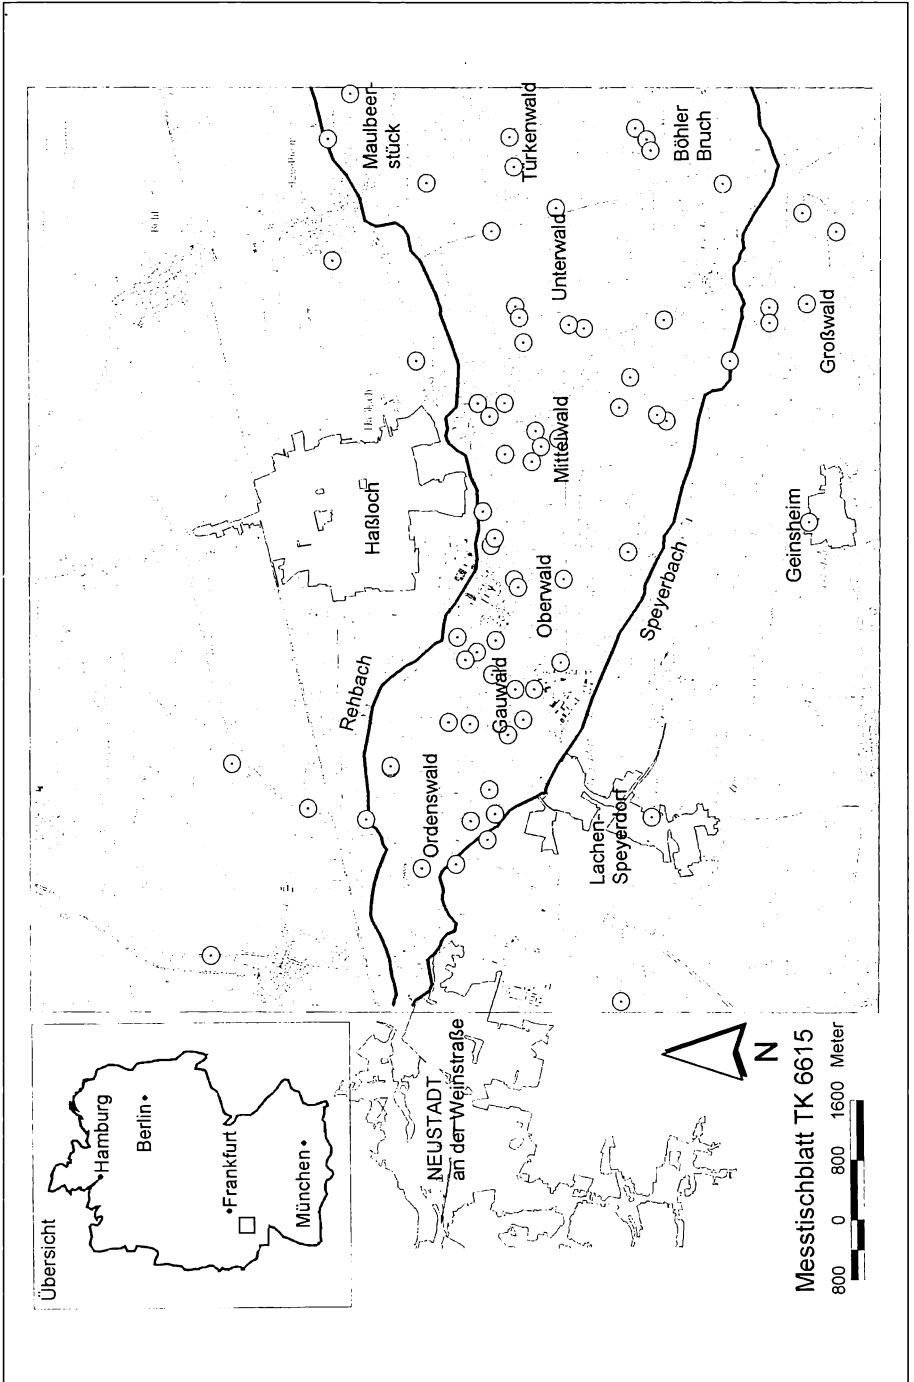 Übersicht
Hamburg
Berlin
Frankfurt
München
NEUSTADT
an der Weinstraße
Messtischblatt TK 6615
800 0 800 1600 Meter
N
Rehbach
Haßloch
Maulbeer-
stück
Ordenswald
Gäuwald
Oberwald
Mittelwald
Unterwald
Türkenwald
Böhler
Bruch
Lachen-
Speyerdorf
Speyerbach
Geinsheim
Großwald